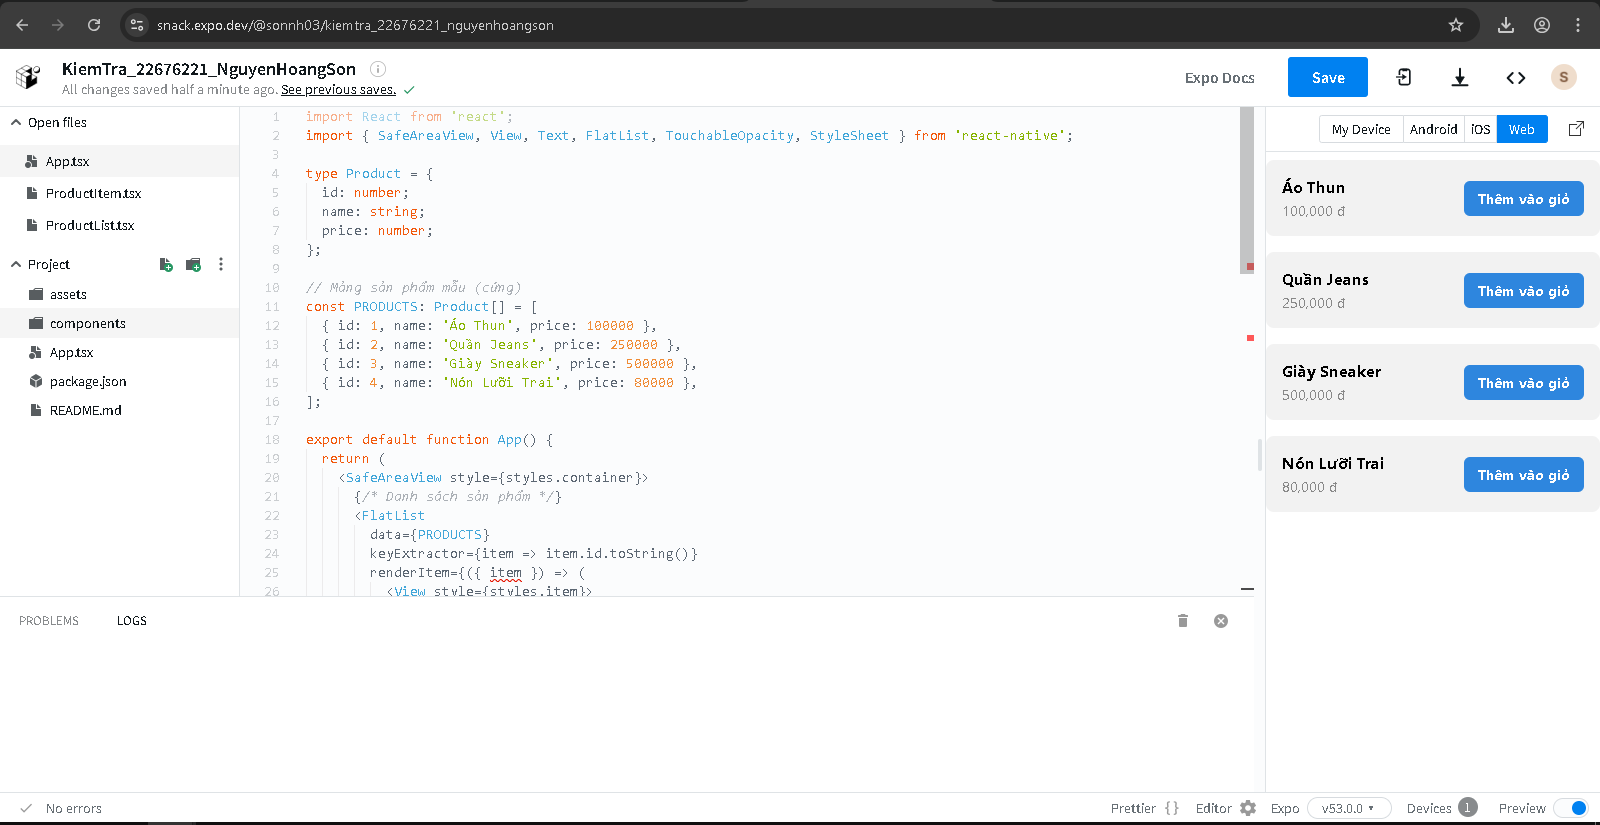 snack.expo.dev/@sonnh03/kiemtra_22676221_nguyenhoangson
KiemTra_22676221_NguyenHoangSon
All changes saved half a minute ago. See previous saves.
Expo Docs
Save
S
Open files
App.tsx
ProductItem.tsx
ProductList.tsx
Project
assets
components
App.tsx
package.json
README.md
1 import React from 'react';
2 import { SafeAreaView, View, Text, FlatList, TouchableOpacity, StyleSheet } from 'react-native';
3
4 type Product = {
5 id: number;
6 name: string;
7 price: number;
8 };
9
10 // Mảng sản phẩm mẫu (cứng)
11 const PRODUCTS: Product[] = [
12 { id: 1, name: 'Áo Thun', price: 100000 },
13 { id: 2, name: 'Quần Jeans', price: 250000 },
14 { id: 3, name: 'Giày Sneaker', price: 500000 },
15 { id: 4, name: 'Nón Lưỡi Trai', price: 80000 },
16 ];
17
18 export default function App() {
19 return (
20 <SafeAreaView style={styles.container}>
21 {/* Danh sách sản phẩm */}
22 <FlatList
23 data={PRODUCTS}
24 keyExtractor={item => item.id.toString()}
25 renderItem={({ item }) => (
26 <View style={styles.item}>
My Device Android iOS Web
Áo Thun
100,000 đ
Thêm vào giỏ
Quần Jeans
250,000 đ
Thêm vào giỏ
Giày Sneaker
500,000 đ
Thêm vào giỏ
Nón Lưỡi Trai
80,000 đ
Thêm vào giỏ
PROBLEMS LOGS
No errors
Prettier {} Editor Expo v53.0.0 Devices 1 Preview